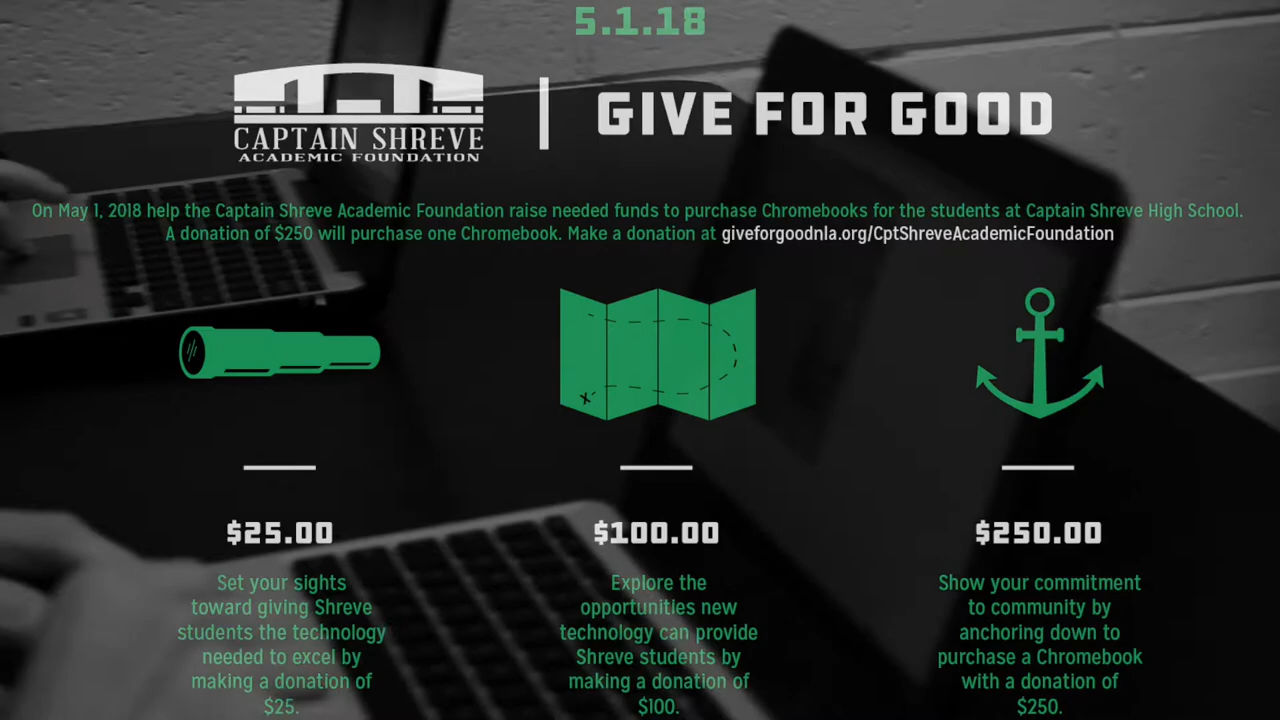 5.1.18
CAPTAIN SHREVE
ACADEMIC FOUNDATION
GIVE FOR GOOD
On May 1, 2018 help the Captain Shreve Academic Foundation raise needed funds to purchase Chromebooks for the students at Captain Shreve High School.
A donation of $250 will purchase one Chromebook. Make a donation at giveforgoodnla.org/CptShreveAcademicFoundation
$25.00
Set your sights
toward giving Shreve
students the technology
needed to excel by
making a donation of
$25.
$100.00
Explore the
opportunities new
technology can provide
Shreve students by
making a donation of
$100.
$250.00
Show your commitment
to community by
anchoring down to
purchase a Chromebook
with a donation of
$250.